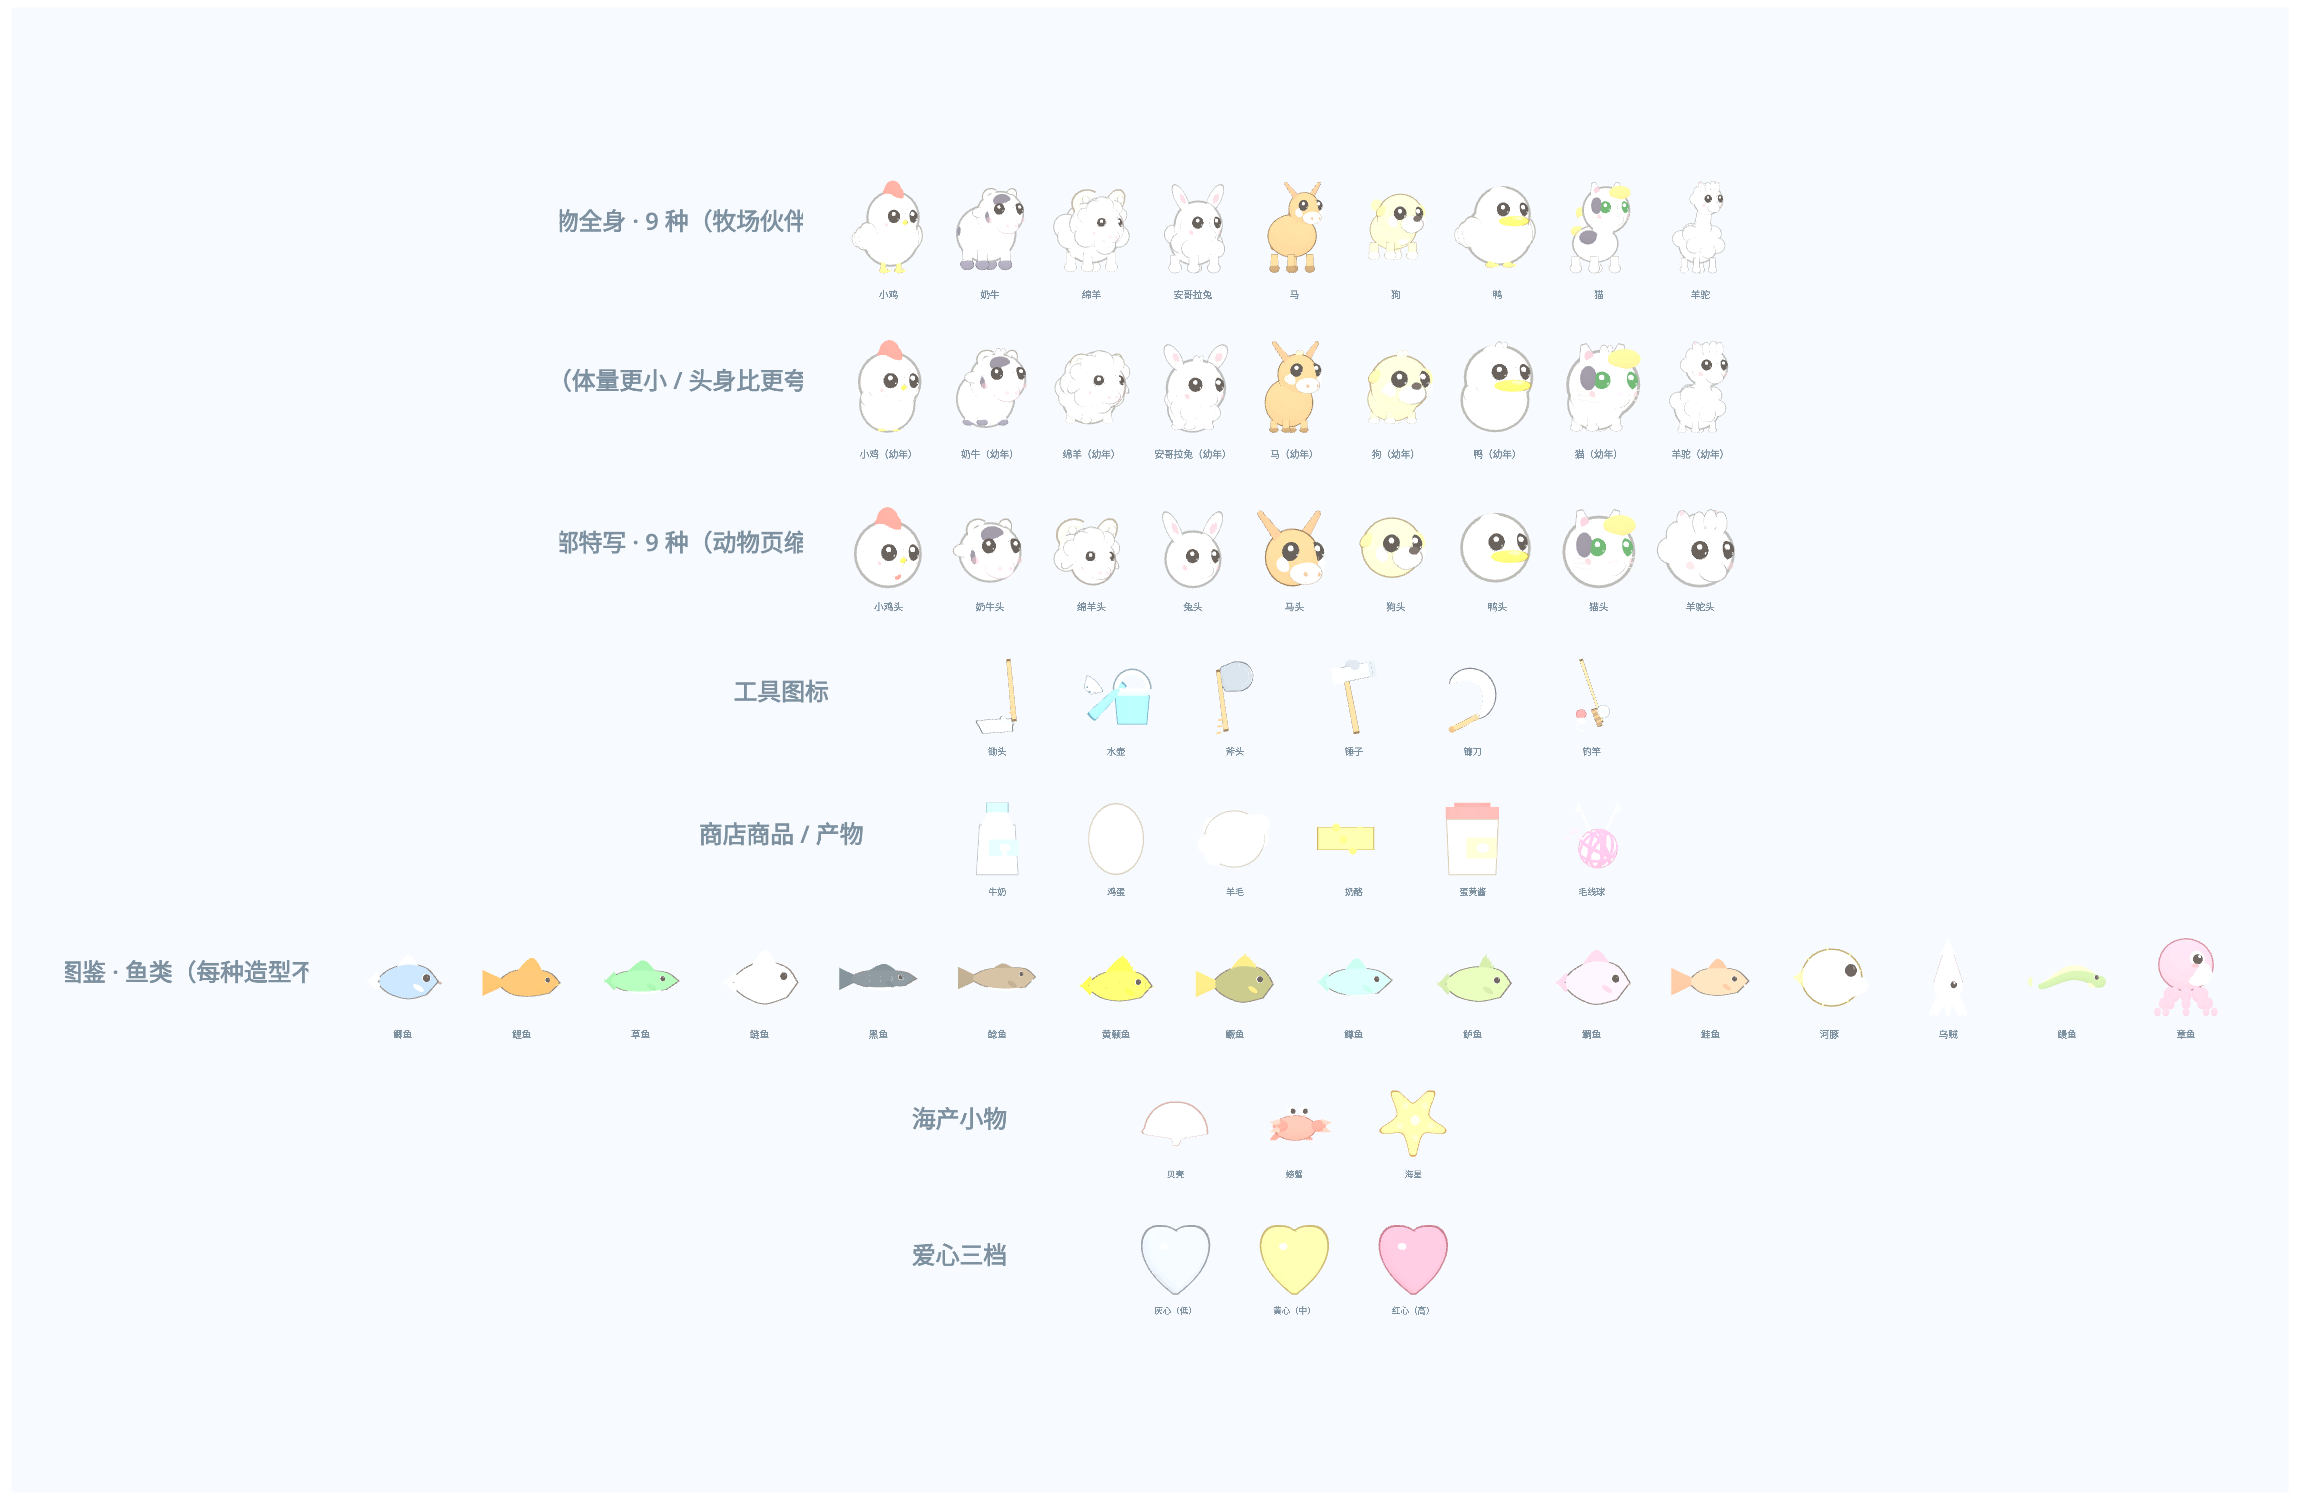 物全身 · 9 种（牧场伙伴
小鸡 奶牛 绵羊 安哥拉兔 马 狗 鸭 猫 羊驼
（体量更小 / 头身比更夸
小鸡（幼年） 奶牛（幼年） 绵羊（幼年） 安哥拉兔（幼年） 马（幼年） 狗（幼年） 鸭（幼年） 猫（幼年） 羊驼（幼年）
部特写 · 9 种（动物页缩
小鸡头 奶牛头 绵羊头 兔头 马头 狗头 鸭头 猫头 羊驼头
工具图标
锄头 水壶 斧头 锤子 镰刀 钓竿
商店商品 / 产物
牛奶 鸡蛋 羊毛 奶酪 蛋黄酱 毛线球
图鉴 · 鱼类（每种造型不
鲫鱼 鲤鱼 草鱼 鲢鱼 黑鱼 鲶鱼 黄颡鱼 鳜鱼 鳟鱼 鲈鱼 鲷鱼 鲑鱼 河豚 乌贼 鳗鱼 章鱼
海产小物
贝壳 螃蟹 海星
爱心三档
灰心（低） 黄心（中） 红心（高）